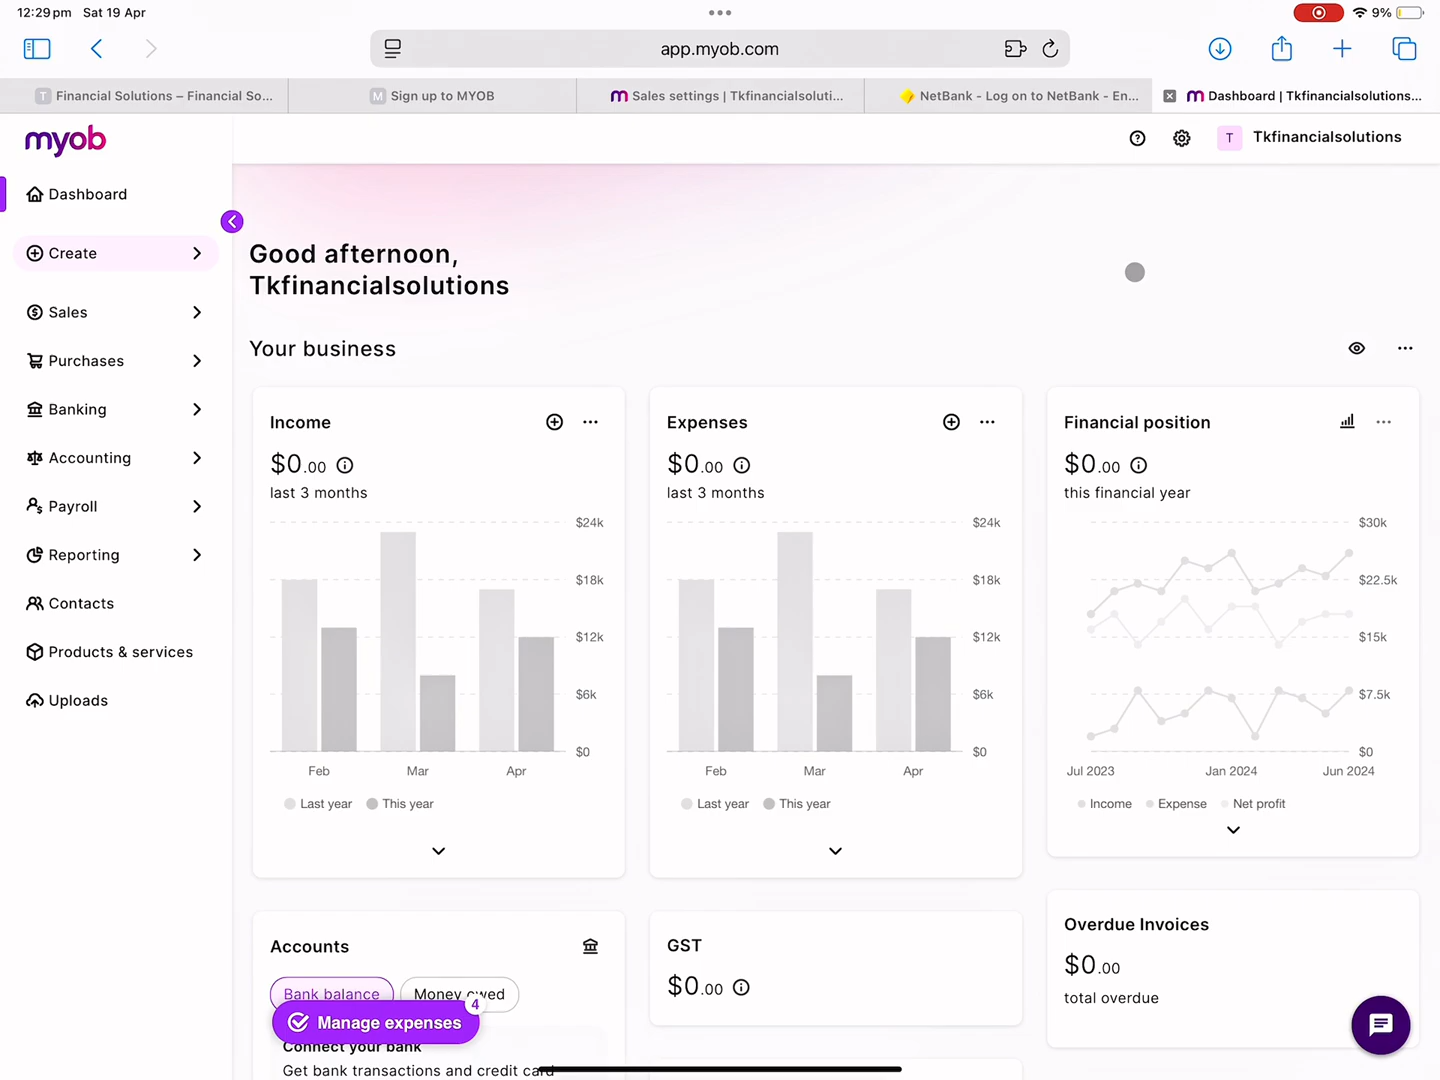 12:29 pm Sat 19 Apr
9%
app.myob.com
T Financial Solutions – Financial So...
M Sign up to MYOB
Sales settings | Tkfinancialsoluti...
NetBank - Log on to NetBank - En...
Dashboard | Tkfinancialsolutions...
myob
T Tkfinancialsolutions
Dashboard
Create
Sales
Purchases
Banking
Accounting
Payroll
Reporting
Contacts
Products & services
Uploads
Good afternoon,
Tkfinancialsolutions
Your business
Income
$0.00
last 3 months
$24k
$18k
$12k
$6k
$0
Feb Mar Apr
Last year This year
Expenses
$0.00
last 3 months
$24k
$18k
$12k
$6k
$0
Feb Mar Apr
Last year This year
Financial position
$0.00
this financial year
$30k
$22.5k
$15k
$7.5k
$0
Jul 2023 Jan 2024 Jun 2024
Income Expense Net profit
Accounts
Bank balance Money owed
4
Manage expenses
Connect your bank
Get bank transactions and credit card
GST
$0.00
Overdue Invoices
$0.00
total overdue